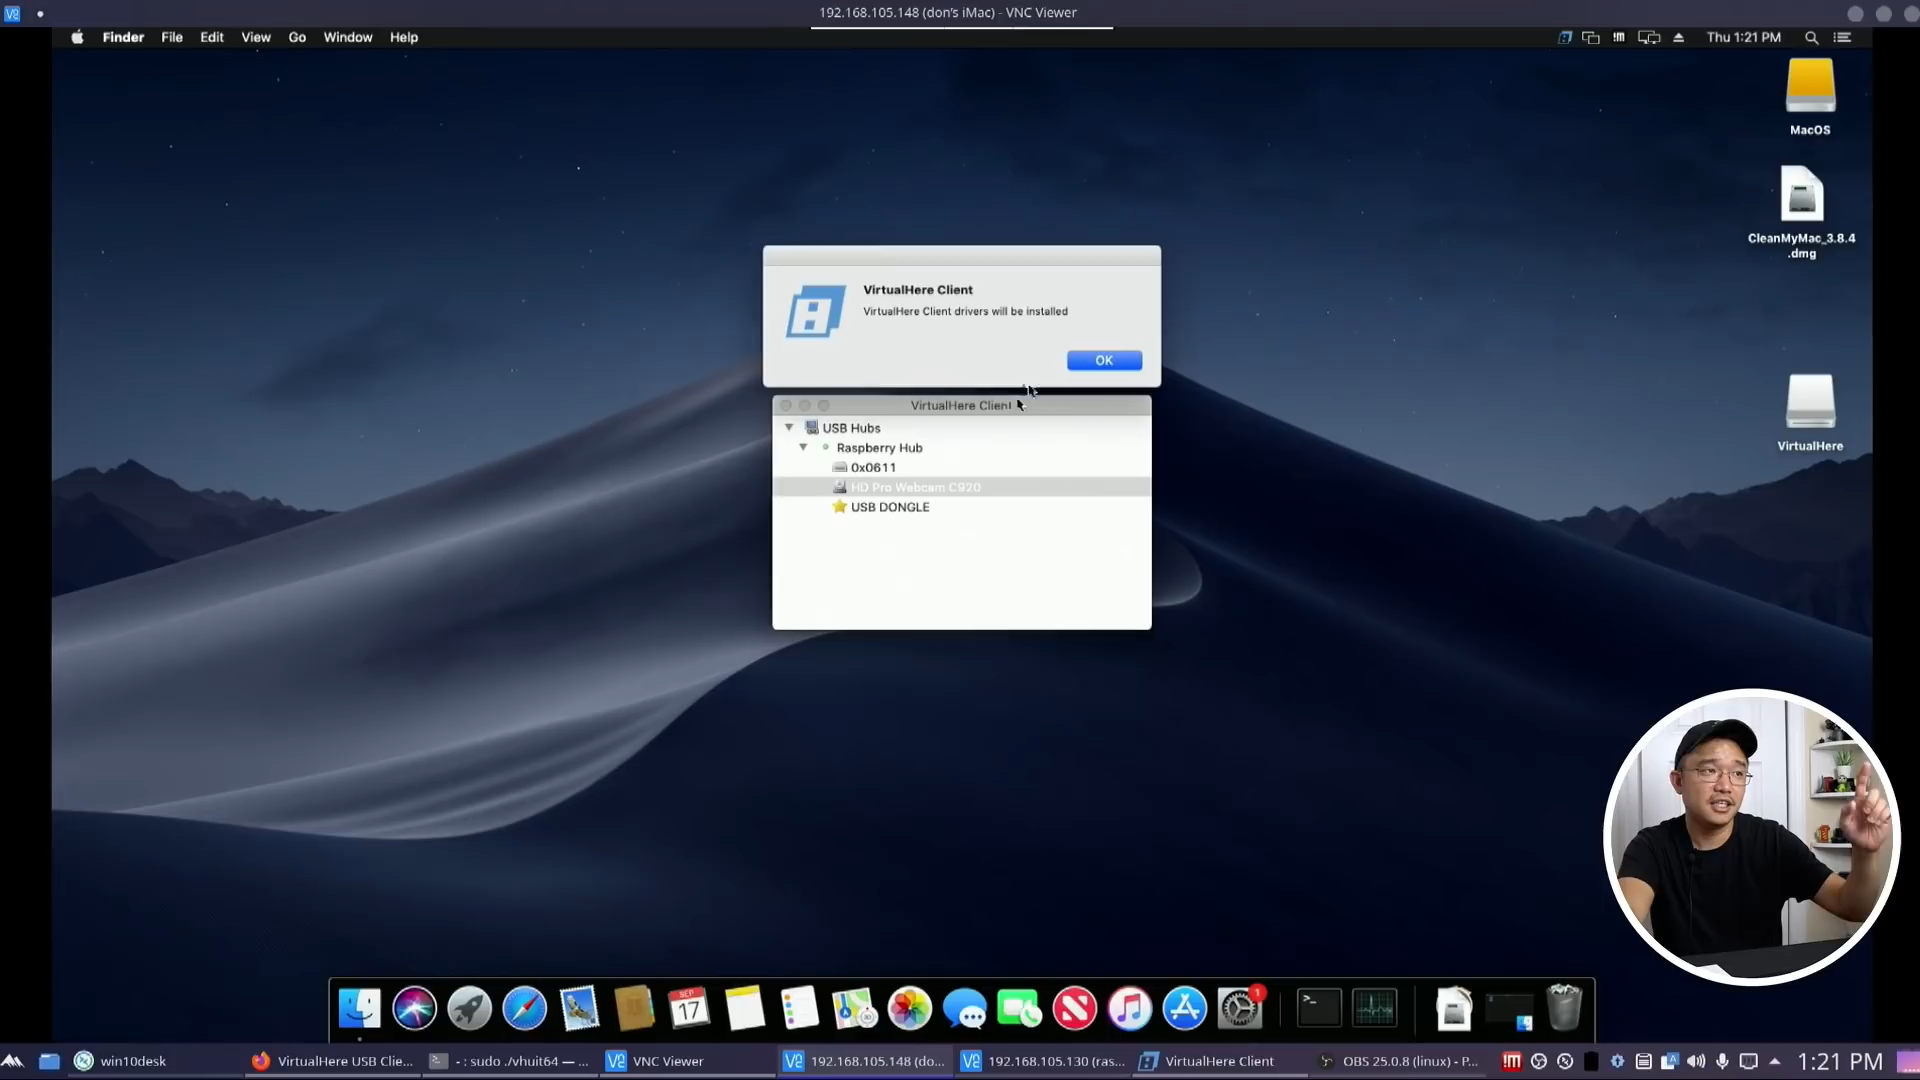 192.168.105.148 (don's iMac) - VNC Viewer
Finder File Edit View Go Window Help
Thu 1:21 PM
MacOS
CleanMyMac_3.8.4
.dmg
VirtualHere
VirtualHere Client
VirtualHere Client drivers will be installed
OK
VirtualHere Client
USB Hubs
Raspberry Hub
0x0611
HD Pro Webcam C920
USB DONGLE
SEP
17
1
win10desk
VirtualHere USB Clie...
- : sudo ./vhuit64 — ...
VNC Viewer
192.168.105.148 (do...
192.168.105.130 (ras...
VirtualHere Client
OBS 25.0.8 (linux) - P...
1:21 PM